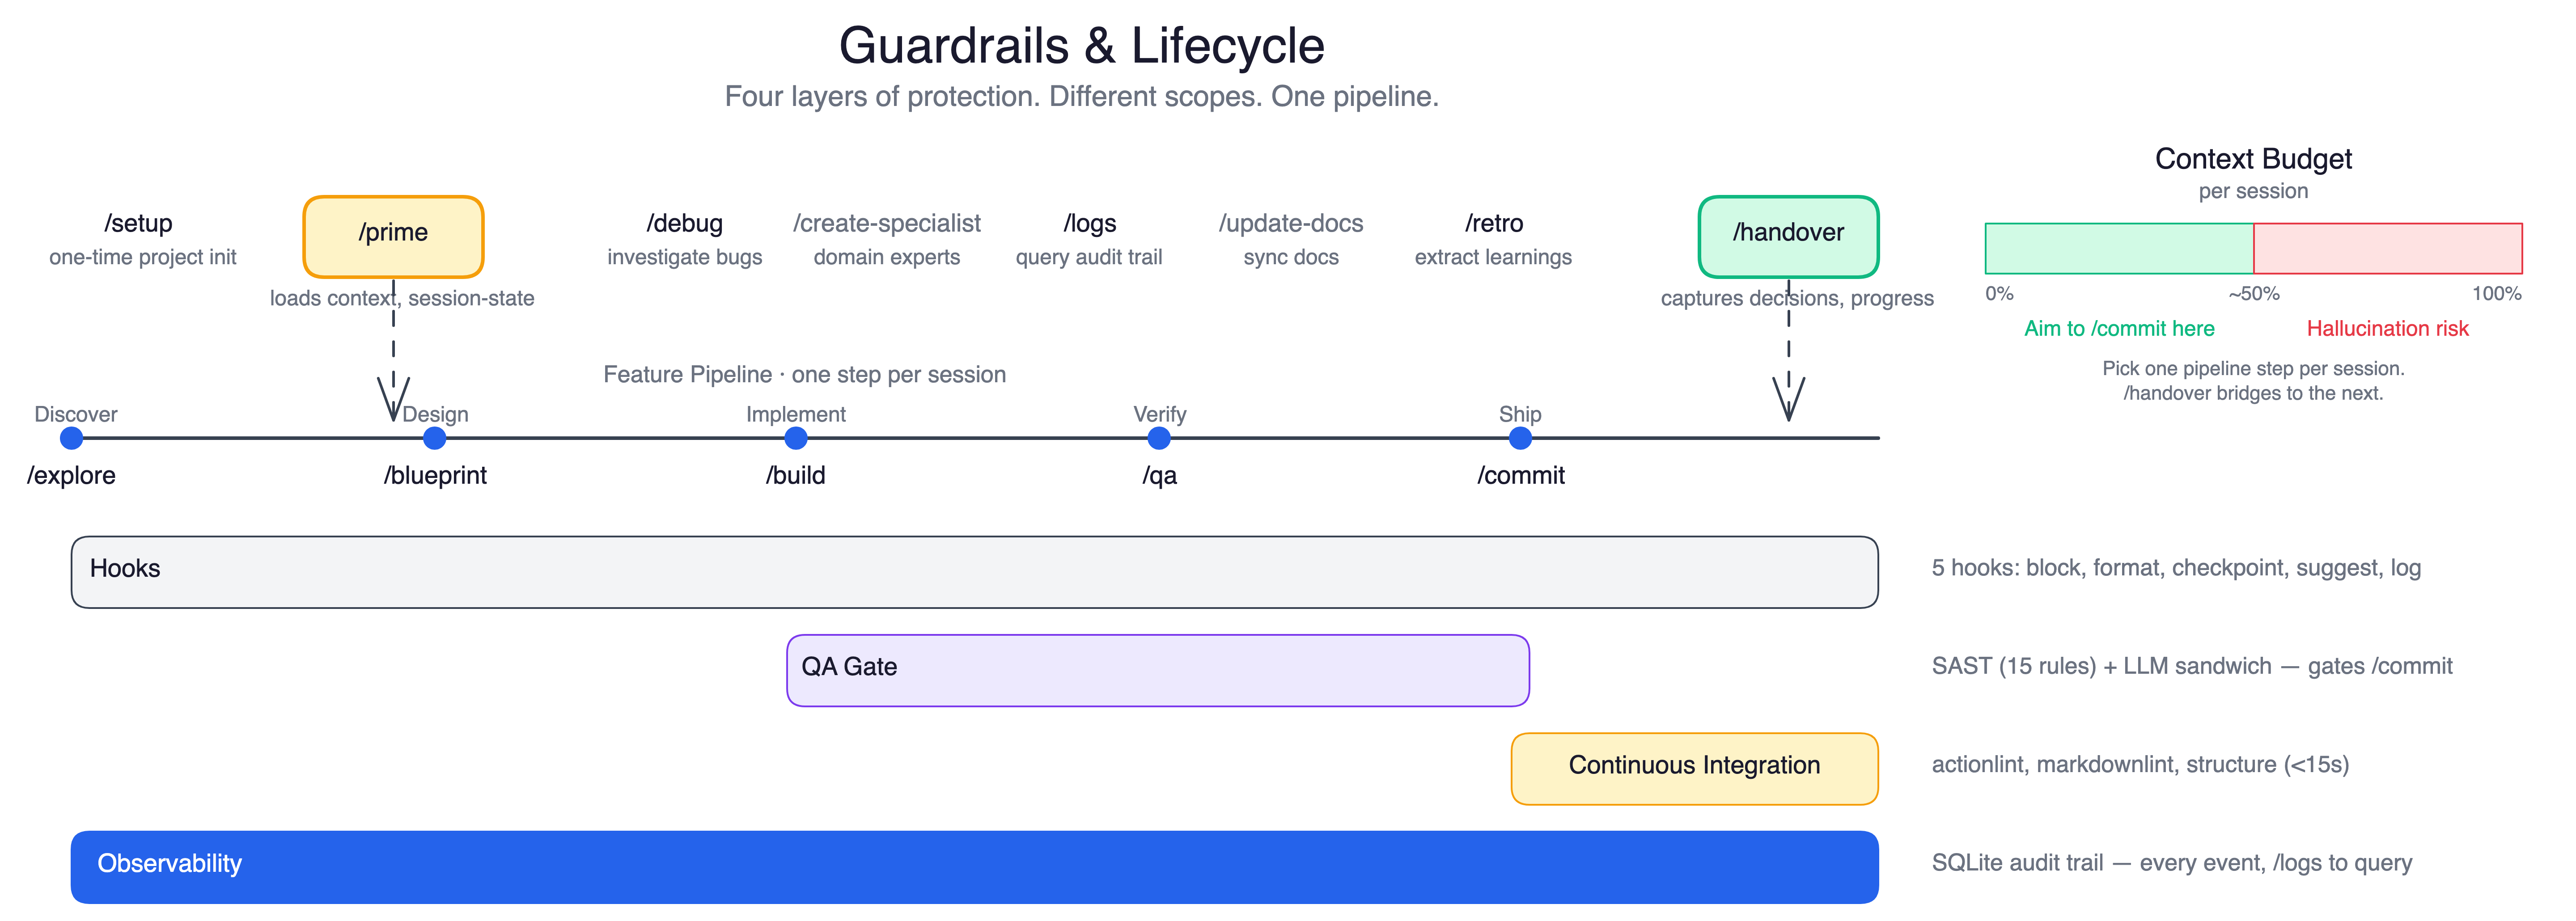 Guardrails & Lifecycle
Four layers of protection. Different scopes. One pipeline.
/setup
one-time project init
/prime
loads context, session-state
/debug
investigate bugs
/create-specialist
domain experts
/logs
query audit trail
/update-docs
sync docs
/retro
extract learnings
/handover
captures decisions, progress
Context Budget
per session
0%
~50%
100%
Aim to /commit here
Hallucination risk
Pick one pipeline step per session.
/handover bridges to the next.
Feature Pipeline · one step per session
Discover
/explore
Design
/blueprint
Implement
/build
Verify
/qa
Ship
/commit
Hooks
5 hooks: block, format, checkpoint, suggest, log
QA Gate
SAST (15 rules) + LLM sandwich — gates /commit
Continuous Integration
actionlint, markdownlint, structure (<15s)
Observability
SQLite audit trail — every event, /logs to query